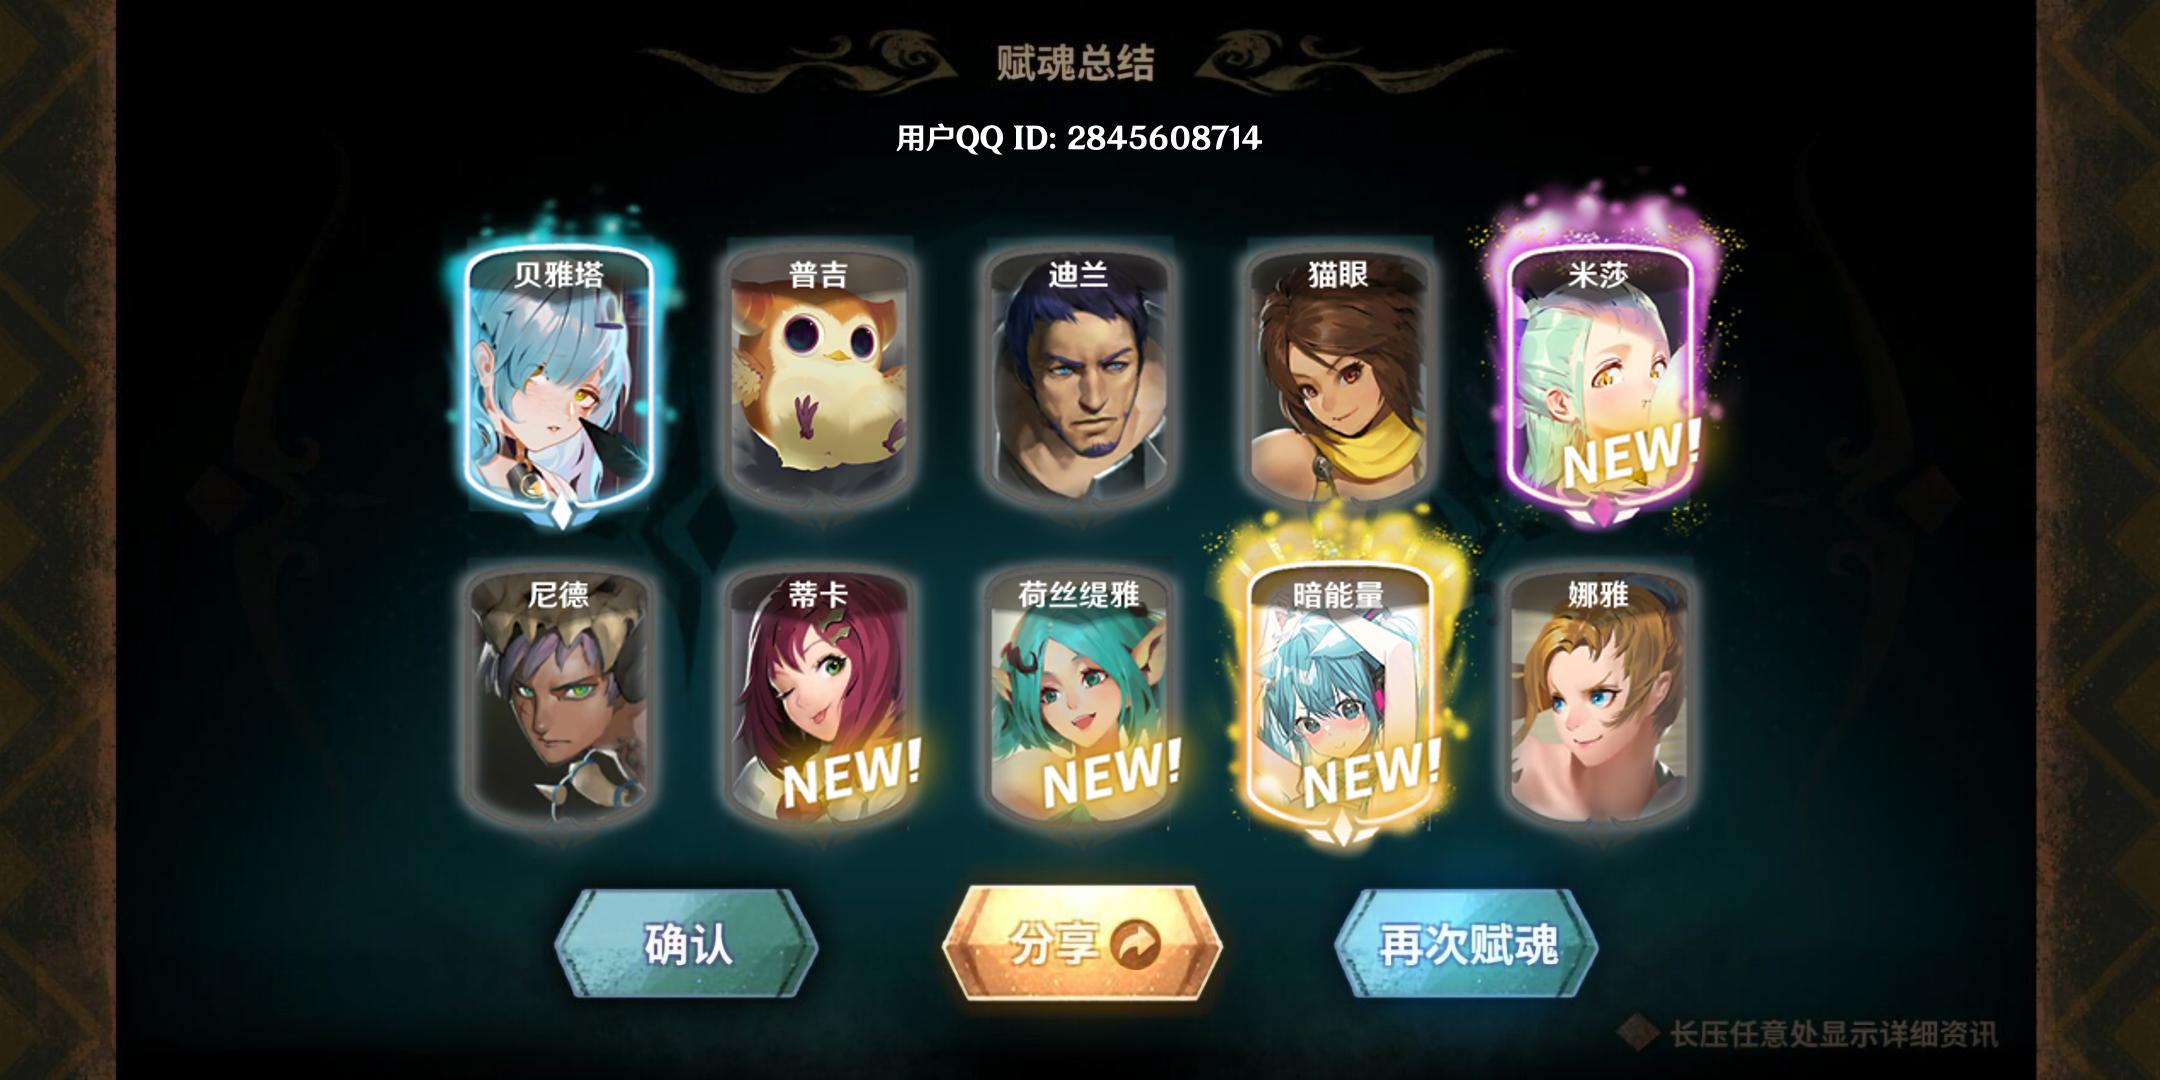 赋魂总结
用户QQ ID: 2845608714
贝雅塔
普吉
迪兰
猫眼
米莎
NEW!
尼德
蒂卡
荷丝缇雅
暗能量
娜雅
NEW!
NEW!
NEW!
确认
分享
再次赋魂
长压任意处显示详细资讯